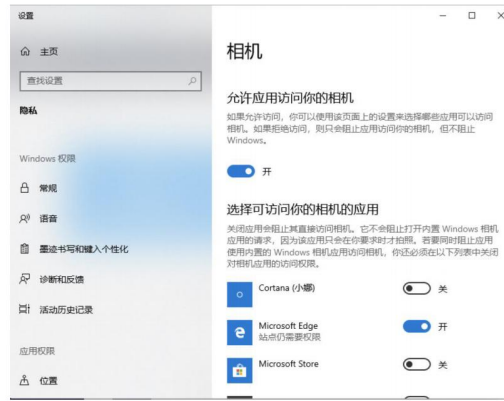 设置
主页
查找设置
隐私
Windows 权限
常规
语音
墨迹书写和键入个性化
诊断和反馈
活动历史记录
应用权限
位置
相机
允许应用访问你的相机
如果允许访问，你可以使用该页面上的设置来选择哪些应用可以访问
相机。如果拒绝访问，则只会阻止应用访问你的相机，但不阻止
Windows。
开
选择可访问你的相机的应用
关闭应用会阻止其直接访问相机。它不会阻止打开内置 Windows 相机
应用的请求，因为该应用只会在你要求时才拍照。若要同时阻止应用
使用内置的 Windows 相机应用访问相机，你还必须在以下列表中关闭
对相机应用的访问权限。
Cortana (小娜)
关
Microsoft Edge
站点仍需要权限
开
Microsoft Store
关